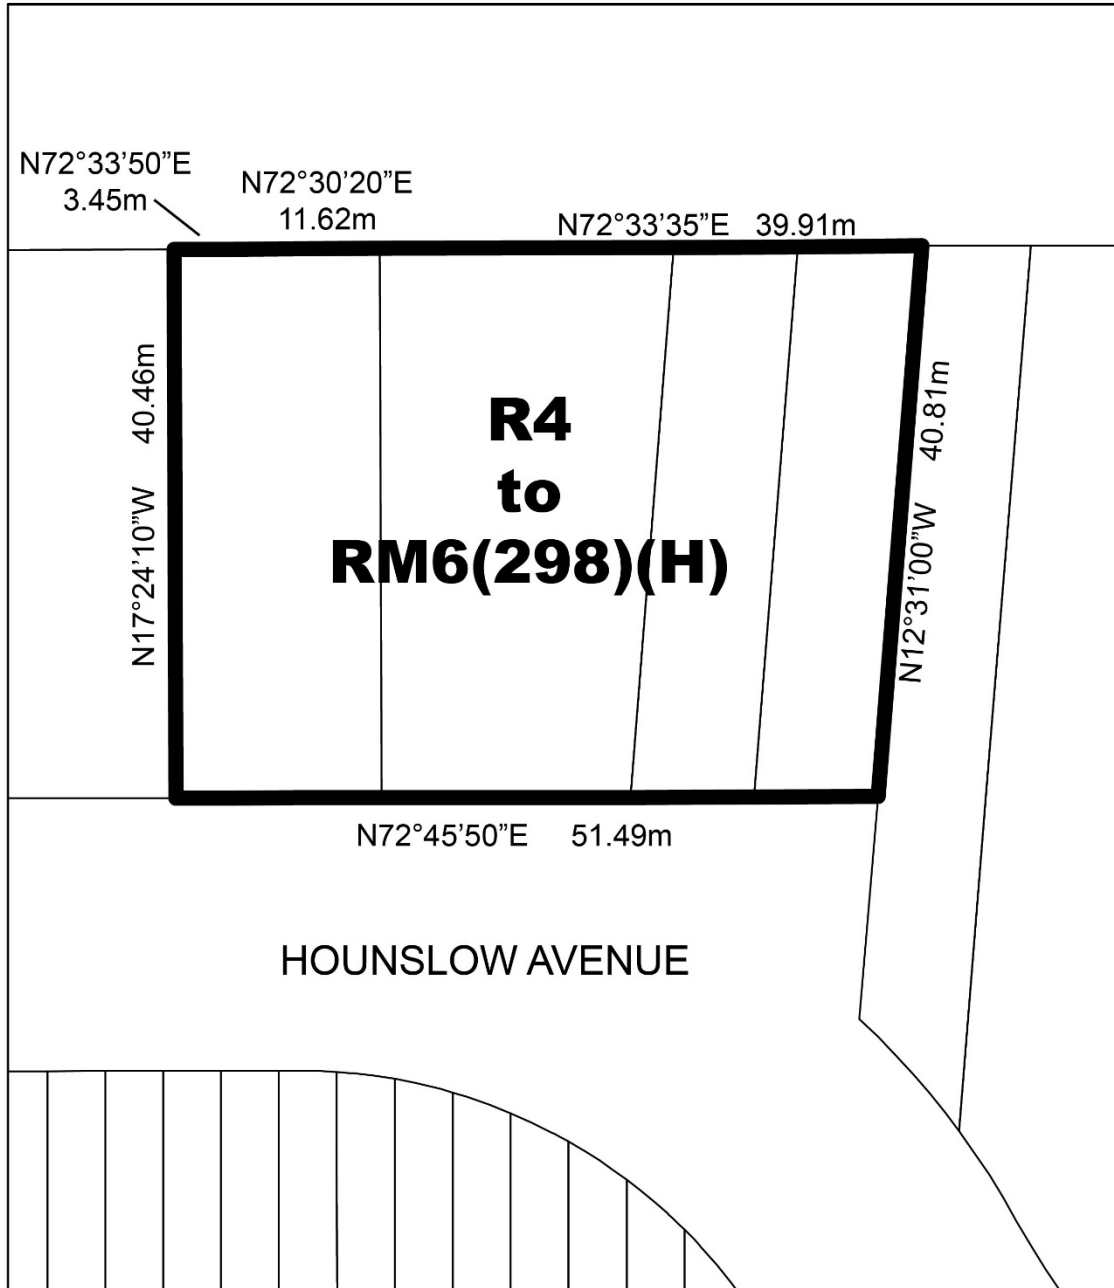 N72°33’50”E
3.45m
N72°30’20”E
11.62m
N72°33’35”E 39.91m
N17°24’10”W 40.46m
R4
to
RM6(298)(H)
N12°31’00”W 40.81m
N72°45’50”E 51.49m
HOUNSLOW AVENUE